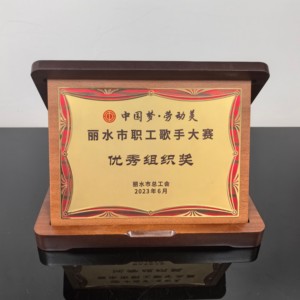 中国梦·劳动美
丽水市职工歌手大赛
优秀组织奖
丽水市总工会
2023年6月